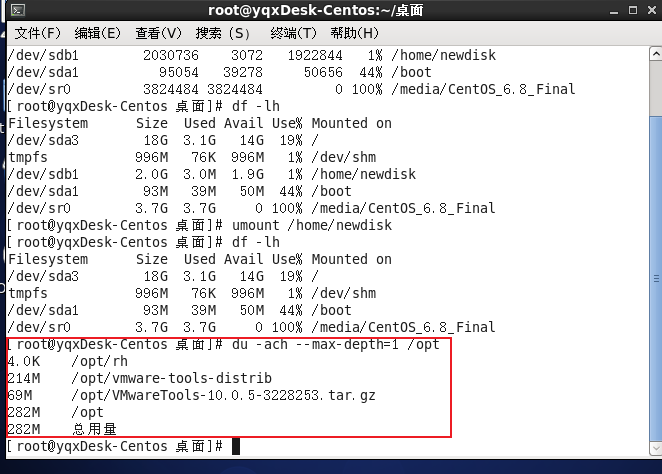 root@yqxDesk-Centos:~/桌面
文件(F) 编辑(E) 查看(V) 搜索 (S) 终端(T) 帮助(H)
/dev/sdb1 2030736 3072 1922844 1% /home/newdisk
/dev/sda1 95054 39278 50656 44% /boot
/dev/sr0 3824484 3824484 0 100% /media/CentOS_6.8_Final
[root@yqxDesk-Centos 桌面]# df -lh
Filesystem Size Used Avail Use% Mounted on
/dev/sda3 18G 3.1G 14G 19% /
tmpfs 996M 76K 996M 1% /dev/shm
/dev/sdb1 2.0G 3.0M 1.9G 1% /home/newdisk
/dev/sda1 93M 39M 50M 44% /boot
/dev/sr0 3.7G 3.7G 0 100% /media/CentOS_6.8_Final
[root@yqxDesk-Centos 桌面]# umount /home/newdisk
[root@yqxDesk-Centos 桌面]# df -lh
Filesystem Size Used Avail Use% Mounted on
/dev/sda3 18G 3.1G 14G 19% /
tmpfs 996M 76K 996M 1% /dev/shm
/dev/sda1 93M 39M 50M 44% /boot
/dev/sr0 3.7G 3.7G 0 100% /media/CentOS_6.8_Final
[root@yqxDesk-Centos 桌面]# du -ach --max-depth=1 /opt
4.0K /opt/rh
214M /opt/vmware-tools-distrib
69M /opt/VMwareTools-10.0.5-3228253.tar.gz
282M /opt
282M 总用量
[root@yqxDesk-Centos 桌面]#